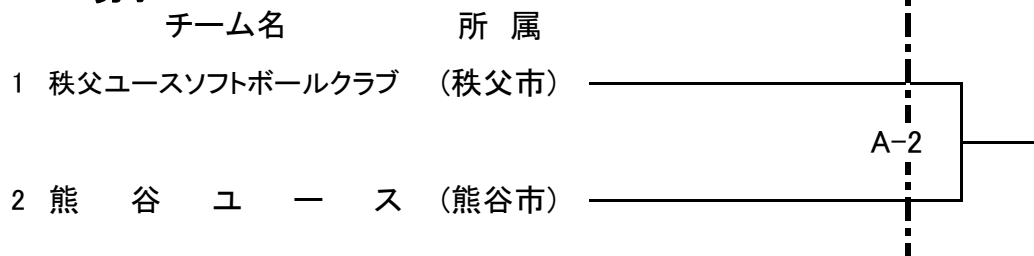 チーム名 所 属
1 秩父ユースソフトボールクラブ (秩父市)
A-2
2 熊 谷 ユ ー ス (熊谷市)